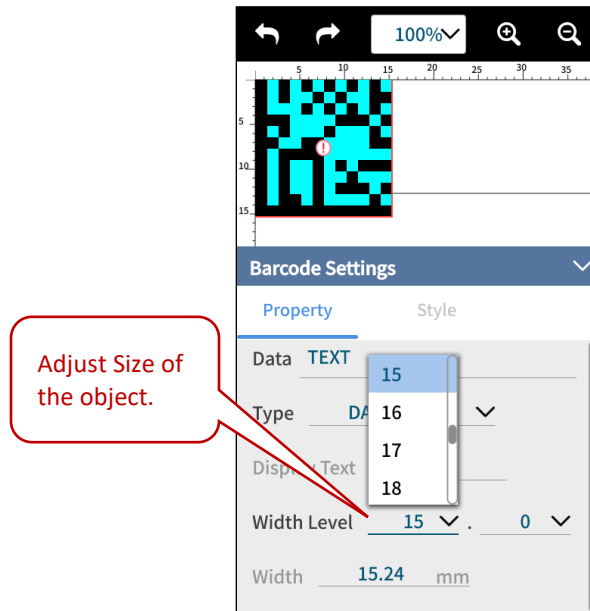 100%
5 10 15 20 25 30 35
5
10
15
!
Barcode Settings
Property Style
Data TEXT
15
Adjust Size of
the object.
Type DA 16
17
Display Text
18
Width Level 15 . 0
Width 15.24 mm